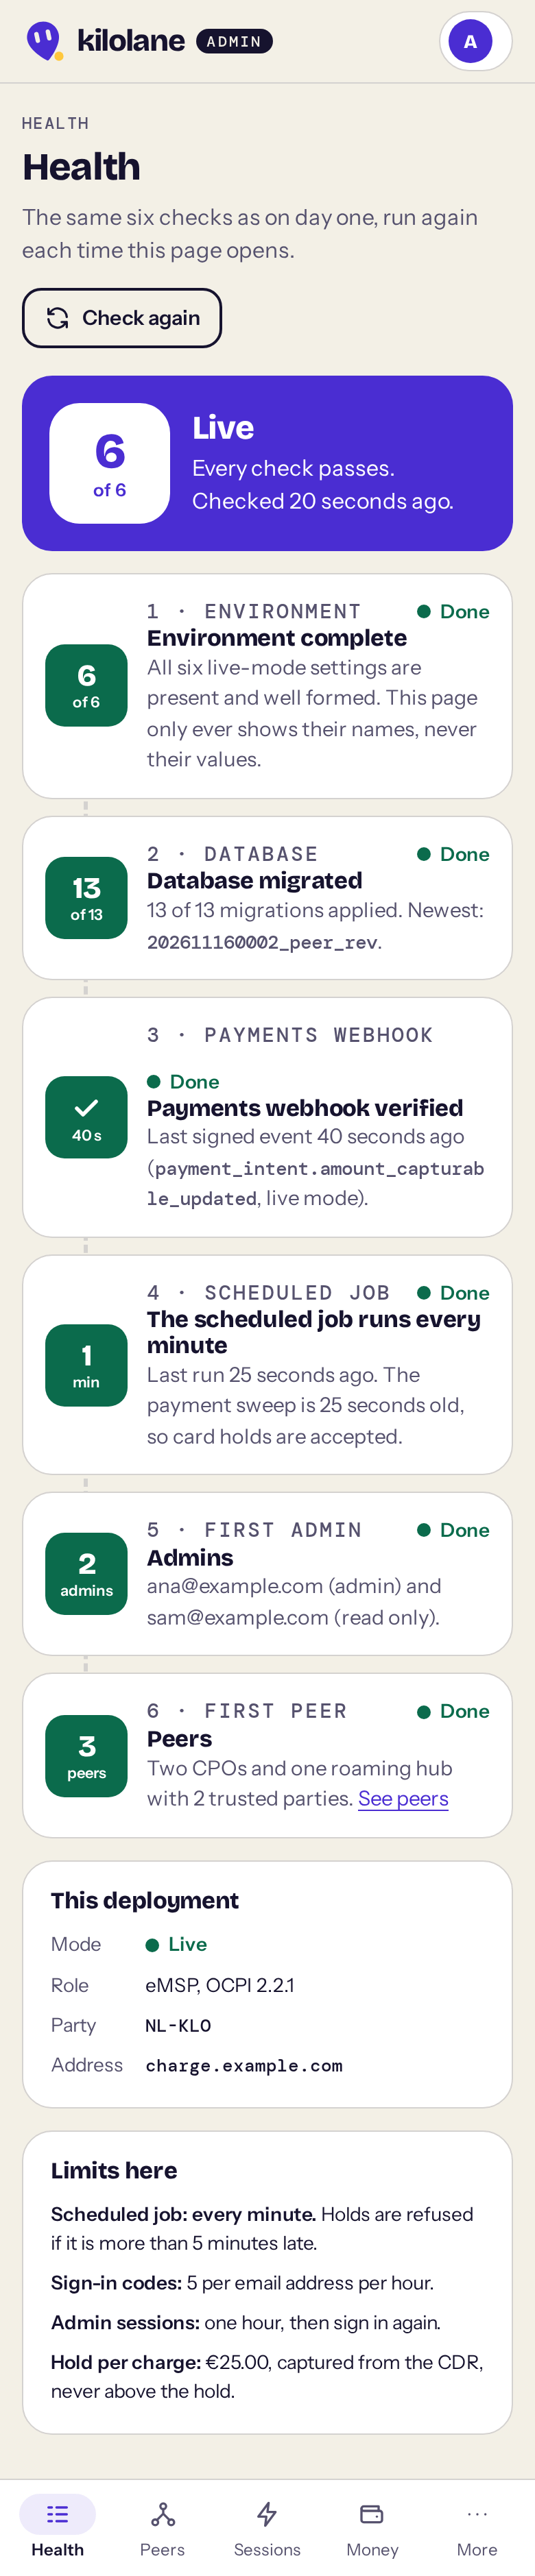 kilolane ADMIN A
HEALTH
Health
The same six checks as on day one, run again
each time this page opens.
Check again
6
of 6
Live
Every check passes.
Checked 20 seconds ago.
1 · ENVIRONMENT Done
6
of 6
Environment complete
All six live-mode settings are
present and well formed. This page
only ever shows their names, never
their values.
2 · DATABASE Done
13
of 13
Database migrated
13 of 13 migrations applied. Newest:
202611160002_peer_rev.
3 · PAYMENTS WEBHOOK
Done
40 s
Payments webhook verified
Last signed event 40 seconds ago
(payment_intent.amount_capturab
le_updated, live mode).
4 · SCHEDULED JOB Done
1
min
The scheduled job runs every
minute
Last run 25 seconds ago. The
payment sweep is 25 seconds old,
so card holds are accepted.
5 · FIRST ADMIN Done
2
admins
Admins
ana@example.com (admin) and
sam@example.com (read only).
6 · FIRST PEER Done
3
peers
Peers
Two CPOs and one roaming hub
with 2 trusted parties. See peers
This deployment
Mode Live
Role eMSP, OCPI 2.2.1
Party NL-KLO
Address charge.example.com
Limits here
Scheduled job: every minute. Holds are refused
if it is more than 5 minutes late.
Sign-in codes: 5 per email address per hour.
Admin sessions: one hour, then sign in again.
Hold per charge: €25.00, captured from the CDR,
never above the hold.
Health Peers Sessions Money More